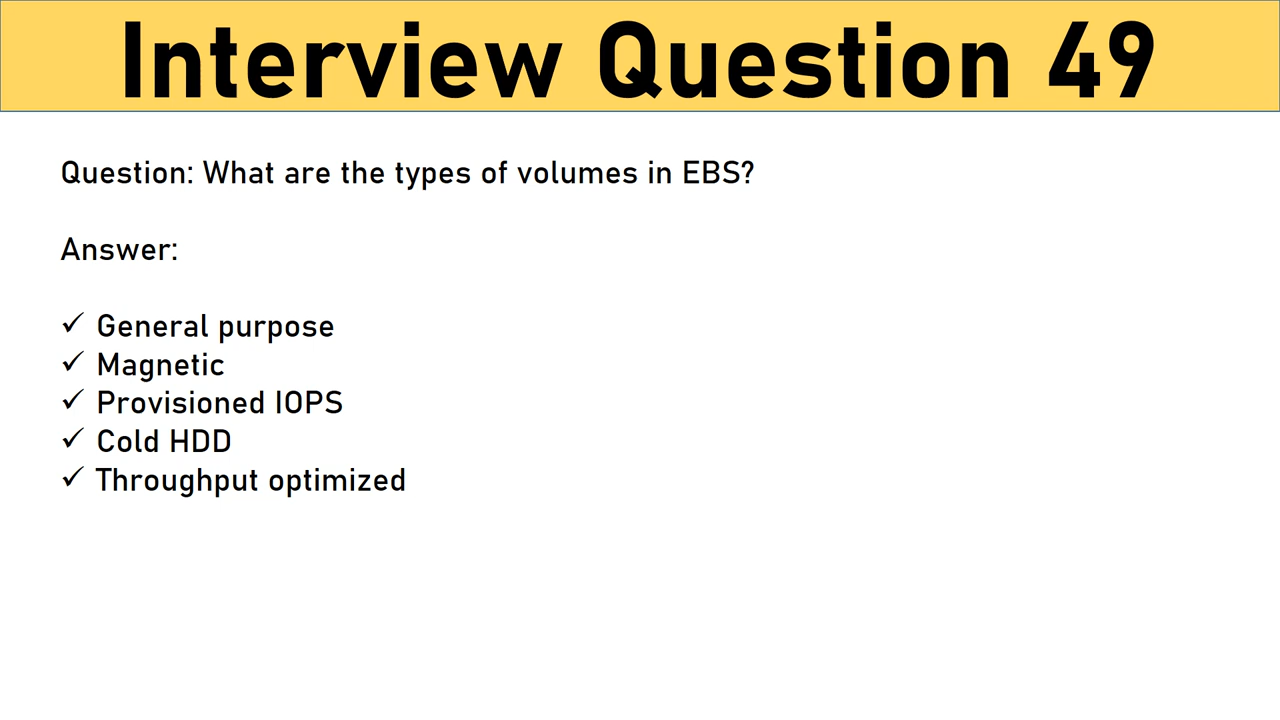 Interview Question 49
Question: What are the types of volumes in EBS?
Answer:
✓ General purpose
✓ Magnetic
✓ Provisioned IOPS
✓ Cold HDD
✓ Throughput optimized